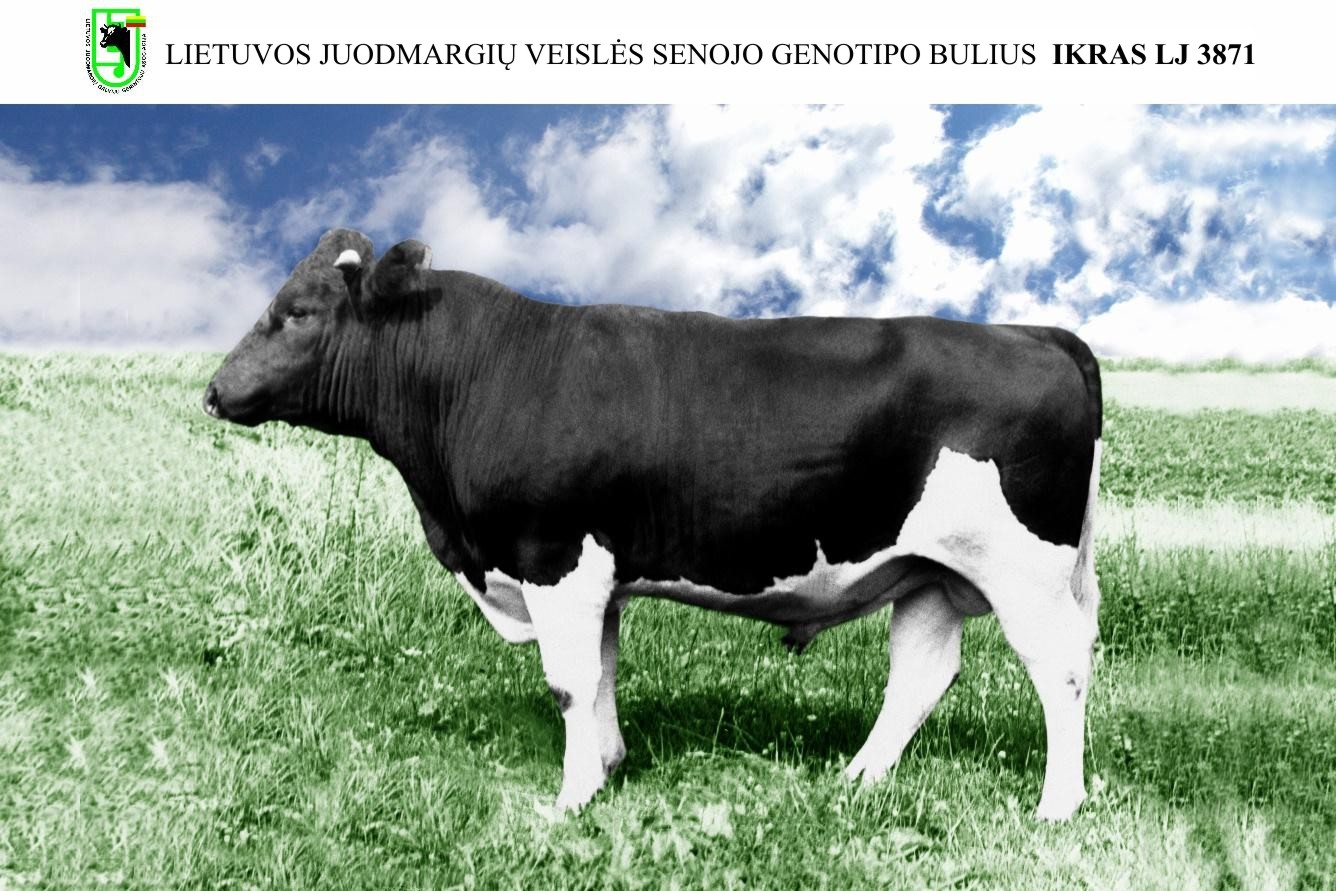 LIETUVOS JUODMARGIŲ VEISLĖS SENOJO GENOTIPO BULIUS IKRAS LJ 3871